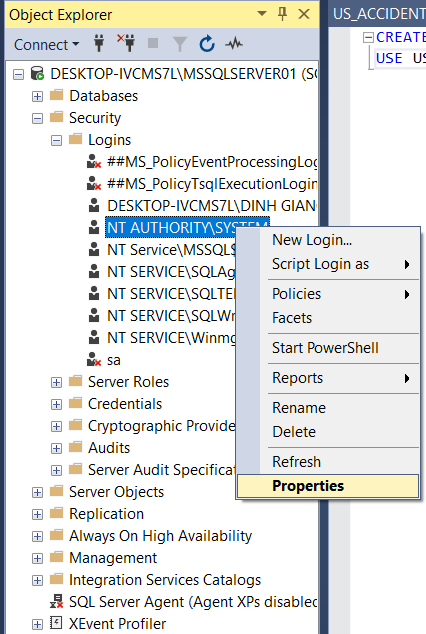 Object Explorer
US_ACCIDENT
Connect
CREATE
USE US
DESKTOP-IVCMS7L\MSSQLSERVER01 (SQ
Databases
Security
Logins
##MS_PolicyEventProcessingLog
##MS_PolicyTsqlExecutionLogin
DESKTOP-IVCMS7L\DINH GIANG
NT AUTHORITY\SYSTEM
NT Service\MSSQL$
NT SERVICE\SQLAg
NT SERVICE\SQLTEL
NT SERVICE\SQLWr
NT SERVICE\Winmg
sa
Server Roles
Credentials
Cryptographic Provide
Audits
Server Audit Specificat
Server Objects
Replication
Always On High Availability
Management
Integration Services Catalogs
SQL Server Agent (Agent XPs disabled
XEvent Profiler
New Login...
Script Login as
Policies
Facets
Start PowerShell
Reports
Rename
Delete
Refresh
Properties